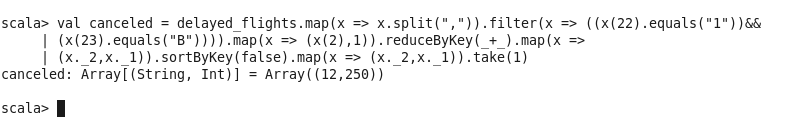 scala> val canceled = delayed_flights.map(x => x.split(",")).filter(x => ((x(22).equals("1"))&&
| (x(23).equals("B")))).map(x => (x(2),1)).reduceByKey(_+_).map(x =>
| (x._2,x._1)).sortByKey(false).map(x => (x._2,x._1)).take(1)
canceled: Array[(String, Int)] = Array((12,250))
scala>